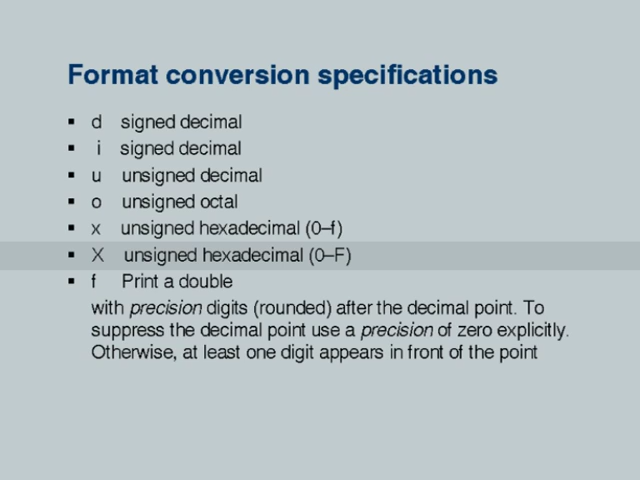 Format conversion specifications
▪ d signed decimal
▪ i signed decimal
▪ u unsigned decimal
▪ o unsigned octal
▪ x unsigned hexadecimal (0–f)
▪ X unsigned hexadecimal (0–F)
▪ f Print a double
with precision digits (rounded) after the decimal point. To
suppress the decimal point use a precision of zero explicitly.
Otherwise, at least one digit appears in front of the point